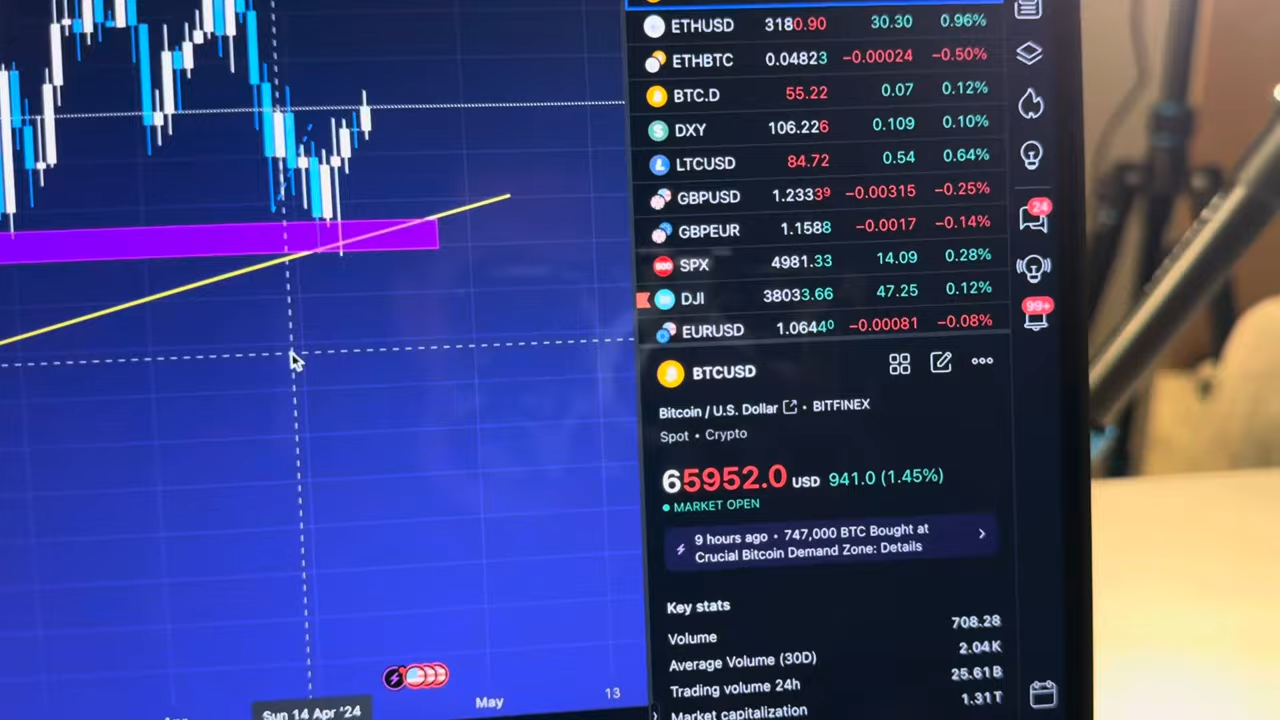 ETHUSD 3180.90 30.30 0.96%
ETHBTC 0.04823 −0.00024 −0.50%
BTC.D 55.22 0.07 0.12%
DXY 106.226 0.109 0.10%
LTCUSD 84.72 0.54 0.64%
GBPUSD 1.23339 −0.00315 −0.25%
GBPEUR 1.1588 −0.0017 −0.14%
500 SPX 4981.33 14.09 0.28%
DJI 38033.66 47.25 0.12%
EURUSD 1.06440 −0.00081 −0.08%
24
99+
BTCUSD
Bitcoin / U.S. Dollar • BITFINEX
Spot • Crypto
65952.0 USD 941.0 (1.45%)
MARKET OPEN
9 hours ago • 747,000 BTC Bought at
Crucial Bitcoin Demand Zone: Details
Key stats
Volume 708.28
Average Volume (30D) 2.04K
Trading volume 24h 25.61B
Market capitalization 1.31T
Sun 14 Apr '24
May
13